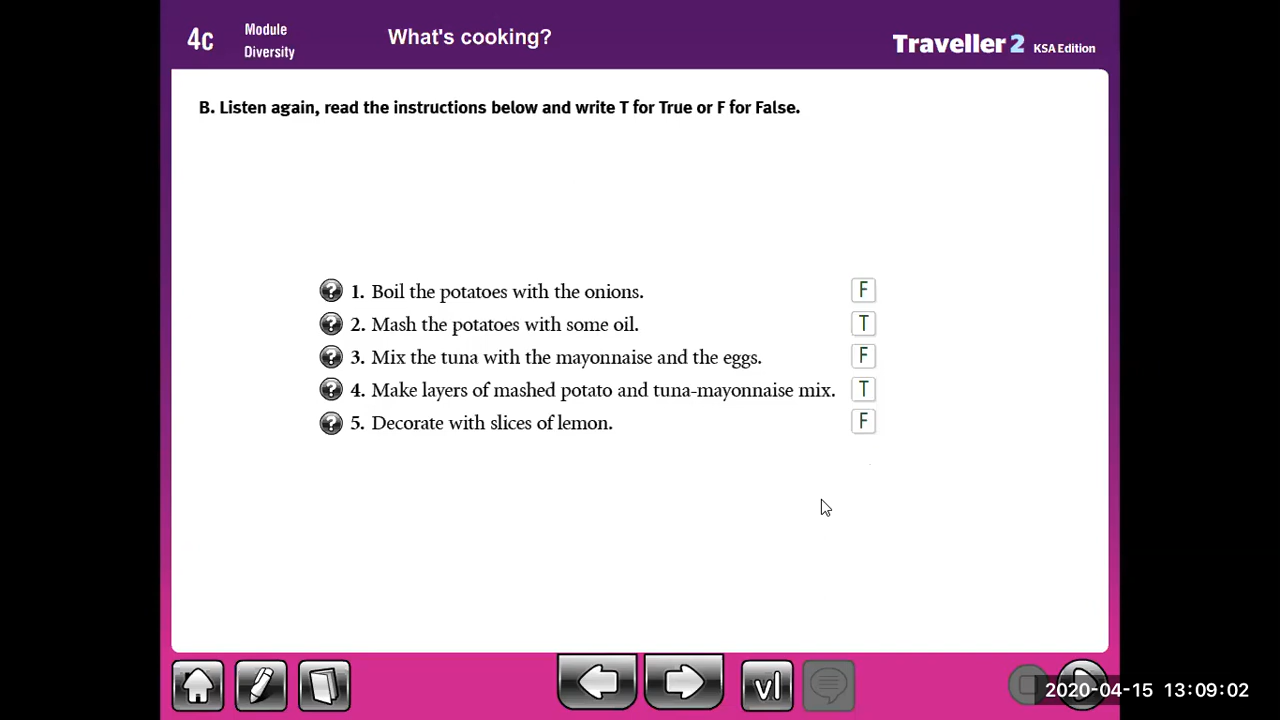 4c
Module
Diversity
What's cooking?
Traveller 2 KSA Edition
B. Listen again, read the instructions below and write T for True or F for False.
? 1. Boil the potatoes with the onions. F
? 2. Mash the potatoes with some oil. T
? 3. Mix the tuna with the mayonnaise and the eggs. F
? 4. Make layers of mashed potato and tuna-mayonnaise mix. T
? 5. Decorate with slices of lemon. F
vl
2020-04-15 13:09:02